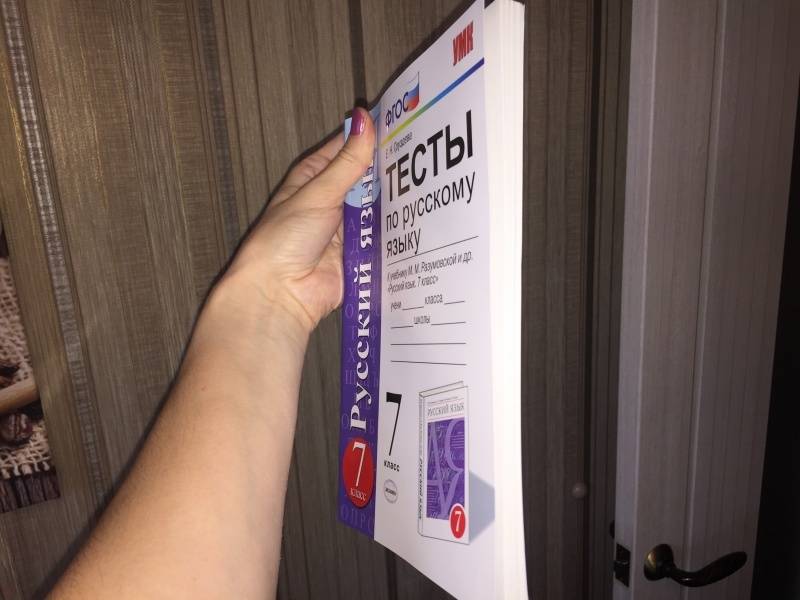 УМК
ФГОС
ТЕСТЫ
по русскому
языку
К учебнику М. М. Разумовской и др.
«Русский язык. 7 класс»
учени класса
школы
7
класс
РУССКИЙ ЯЗЫК
7
Русский язык
7
класс